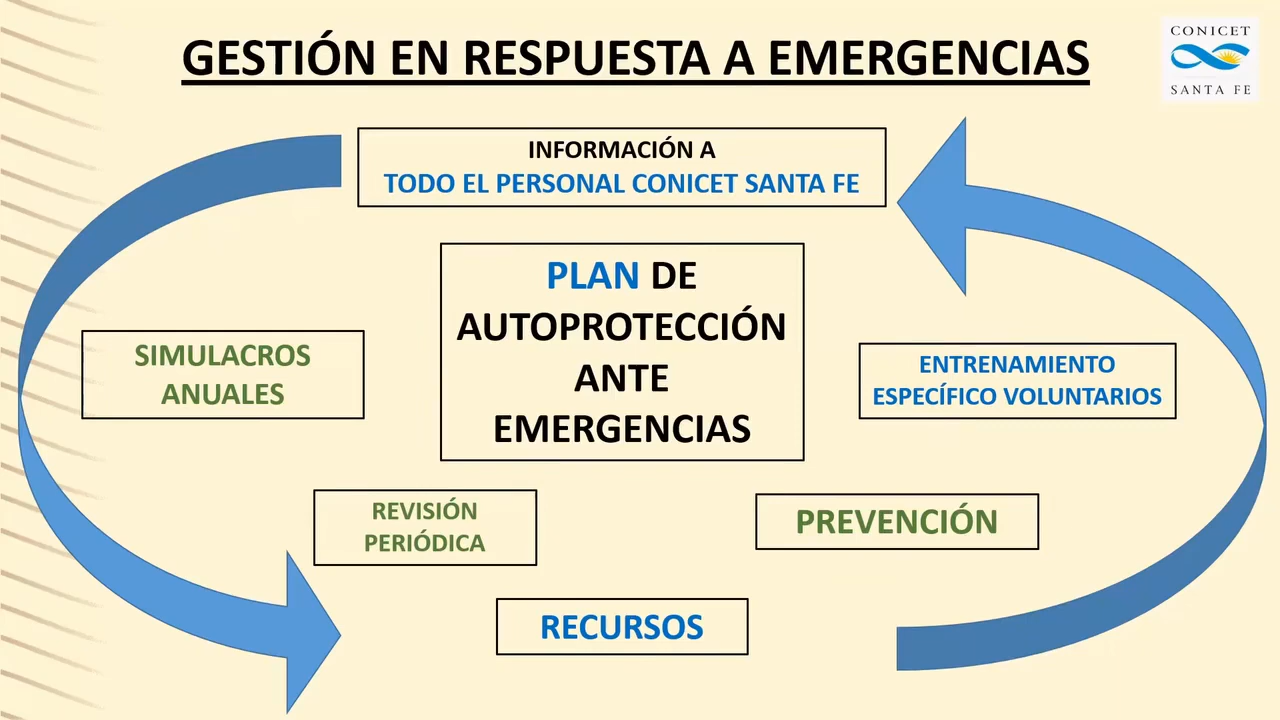 GESTIÓN EN RESPUESTA A EMERGENCIAS
CONICET
SANTA FE
INFORMACIÓN A
TODO EL PERSONAL CONICET SANTA FE
PLAN DE
AUTOPROTECCIÓN
ANTE
EMERGENCIAS
SIMULACROS
ANUALES
ENTRENAMIENTO
ESPECÍFICO VOLUNTARIOS
REVISIÓN
PERIÓDICA
PREVENCIÓN
RECURSOS